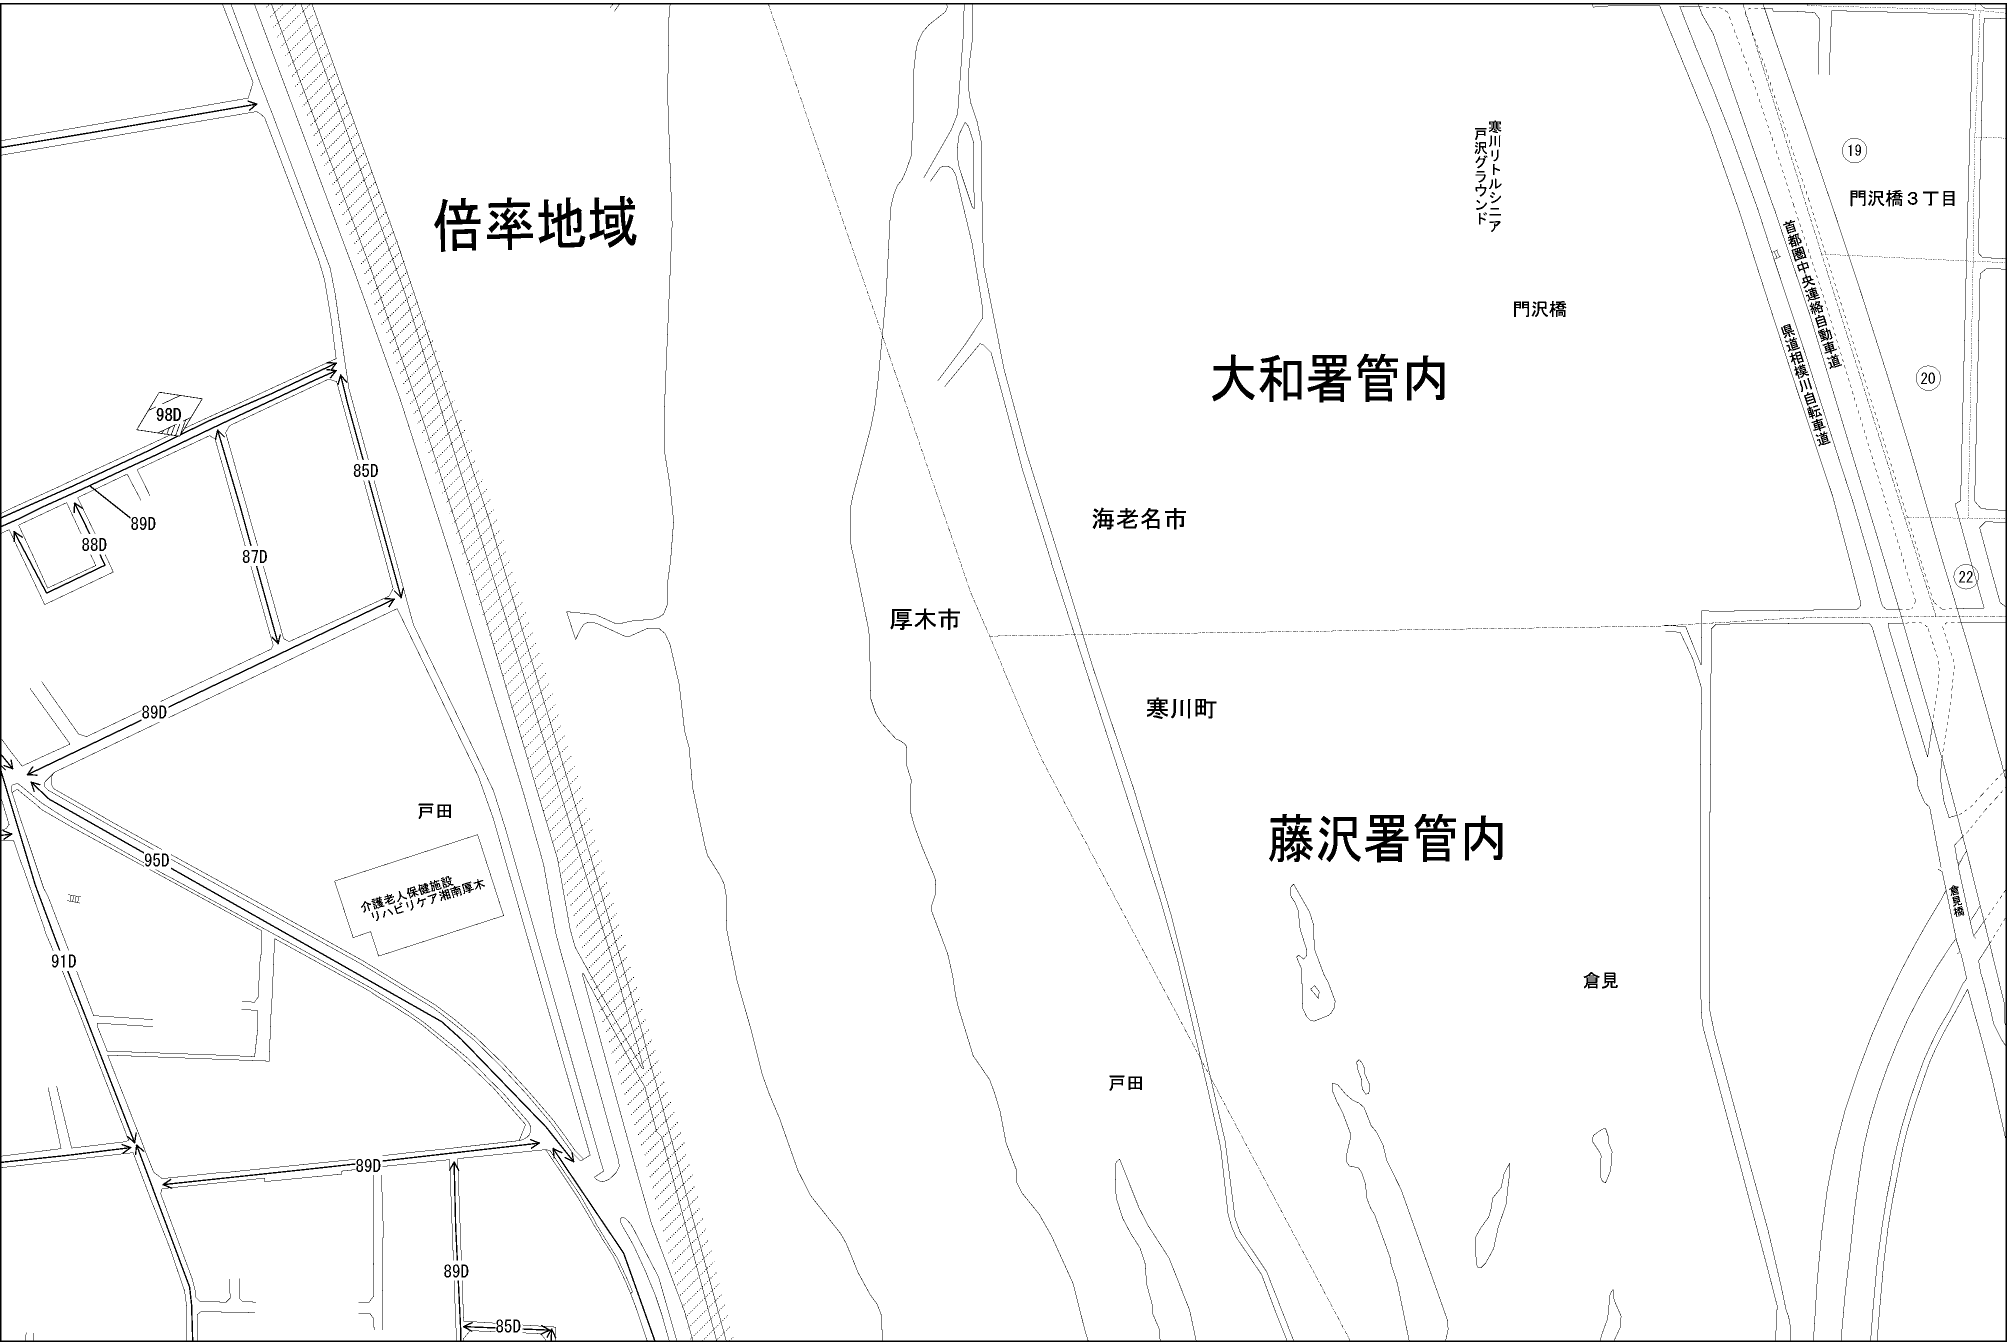 19
寒川リトルシニア
戸沢グラウンド
門沢橋３丁目
倍率地域
首都圏中央連絡自動車道
門沢橋
県道相模川自転車道
大和署管内
20
98D
85D
89D
海老名市
88D
87D
22
厚木市
89D
寒川町
戸田
藤沢署管内
95D
介護老人保健施設
リハビリケア湘南厚木
倉見橋
91D
倉見
戸田
89D
89D
85D